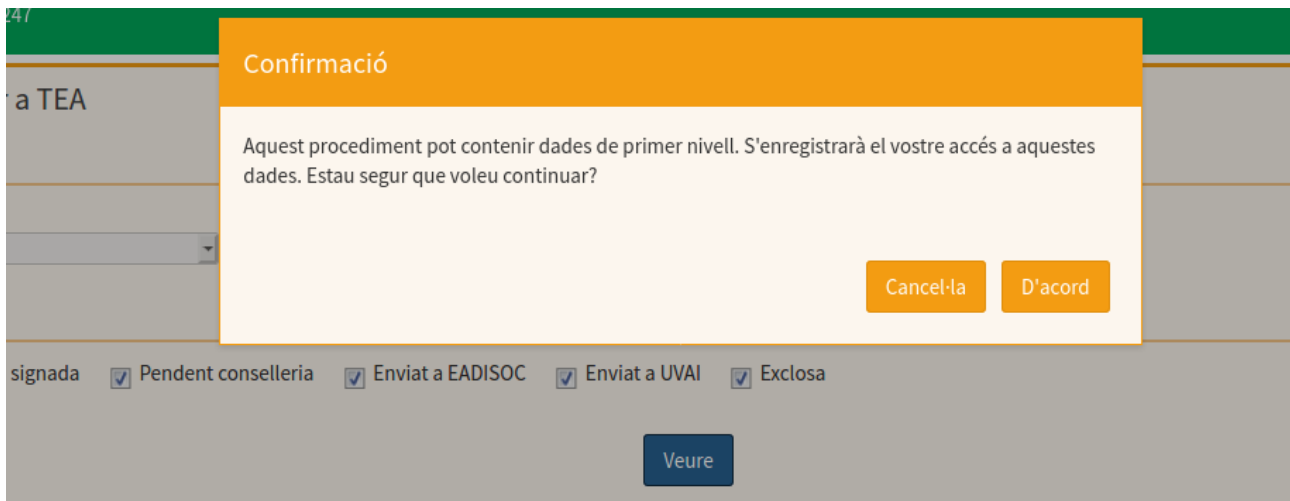 247
Confirmació
a TEA
Aquest procediment pot contenir dades de primer nivell. S'enregistrarà el vostre accés a aquestes
dades. Estau segur que voleu continuar?
Cancel·la D'acord
signada Pendent conselleria Enviat a EADISOC Enviat a UVAI Exclosa
Veure